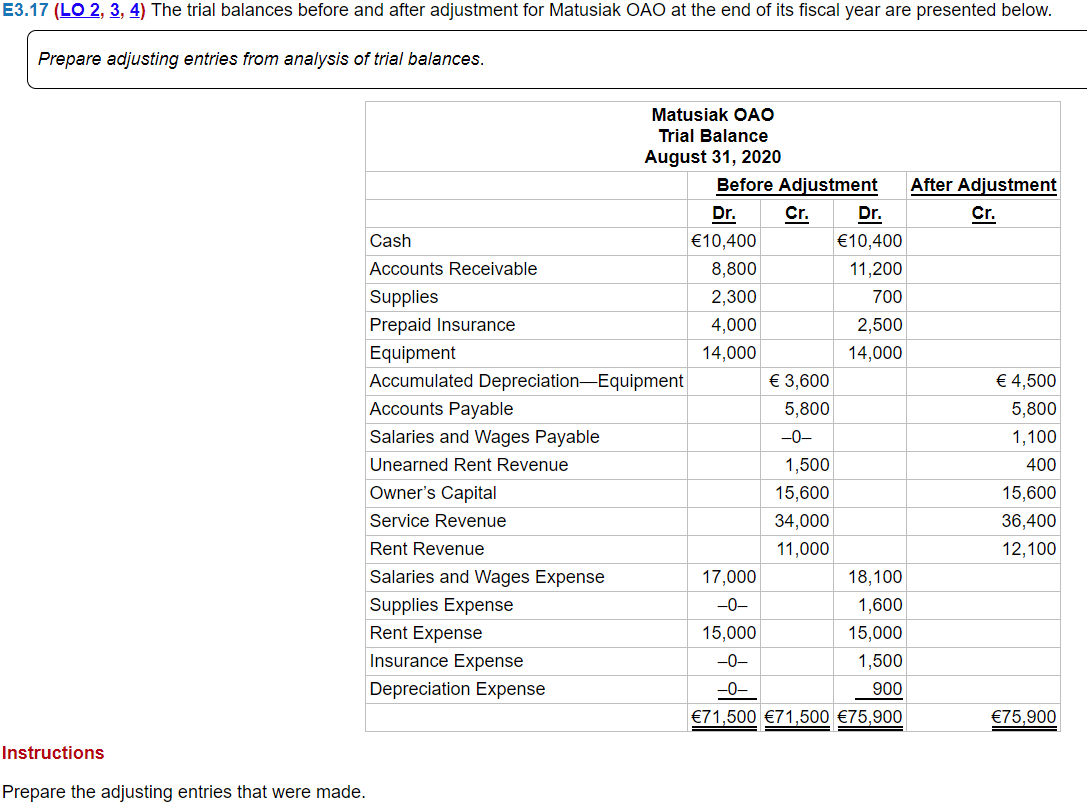 E3.17 (LO 2, 3, 4) The trial balances before and after adjustment for Matusiak OAO at the end of its fiscal year are presented below.
Prepare adjusting entries from analysis of trial balances.
Matusiak OAO
Trial Balance
August 31, 2020
Before Adjustment After Adjustment
Dr. Cr. Dr. Cr.
Cash €10,400 €10,400
Accounts Receivable 8,800 11,200
Supplies 2,300 700
Prepaid Insurance 4,000 2,500
Equipment 14,000 14,000
Accumulated Depreciation—Equipment € 3,600 € 4,500
Accounts Payable 5,800 5,800
Salaries and Wages Payable –0– 1,100
Unearned Rent Revenue 1,500 400
Owner’s Capital 15,600 15,600
Service Revenue 34,000 36,400
Rent Revenue 11,000 12,100
Salaries and Wages Expense 17,000 18,100
Supplies Expense –0– 1,600
Rent Expense 15,000 15,000
Insurance Expense –0– 1,500
Depreciation Expense –0– 900
€71,500 €71,500 €75,900 €75,900
Instructions
Prepare the adjusting entries that were made.